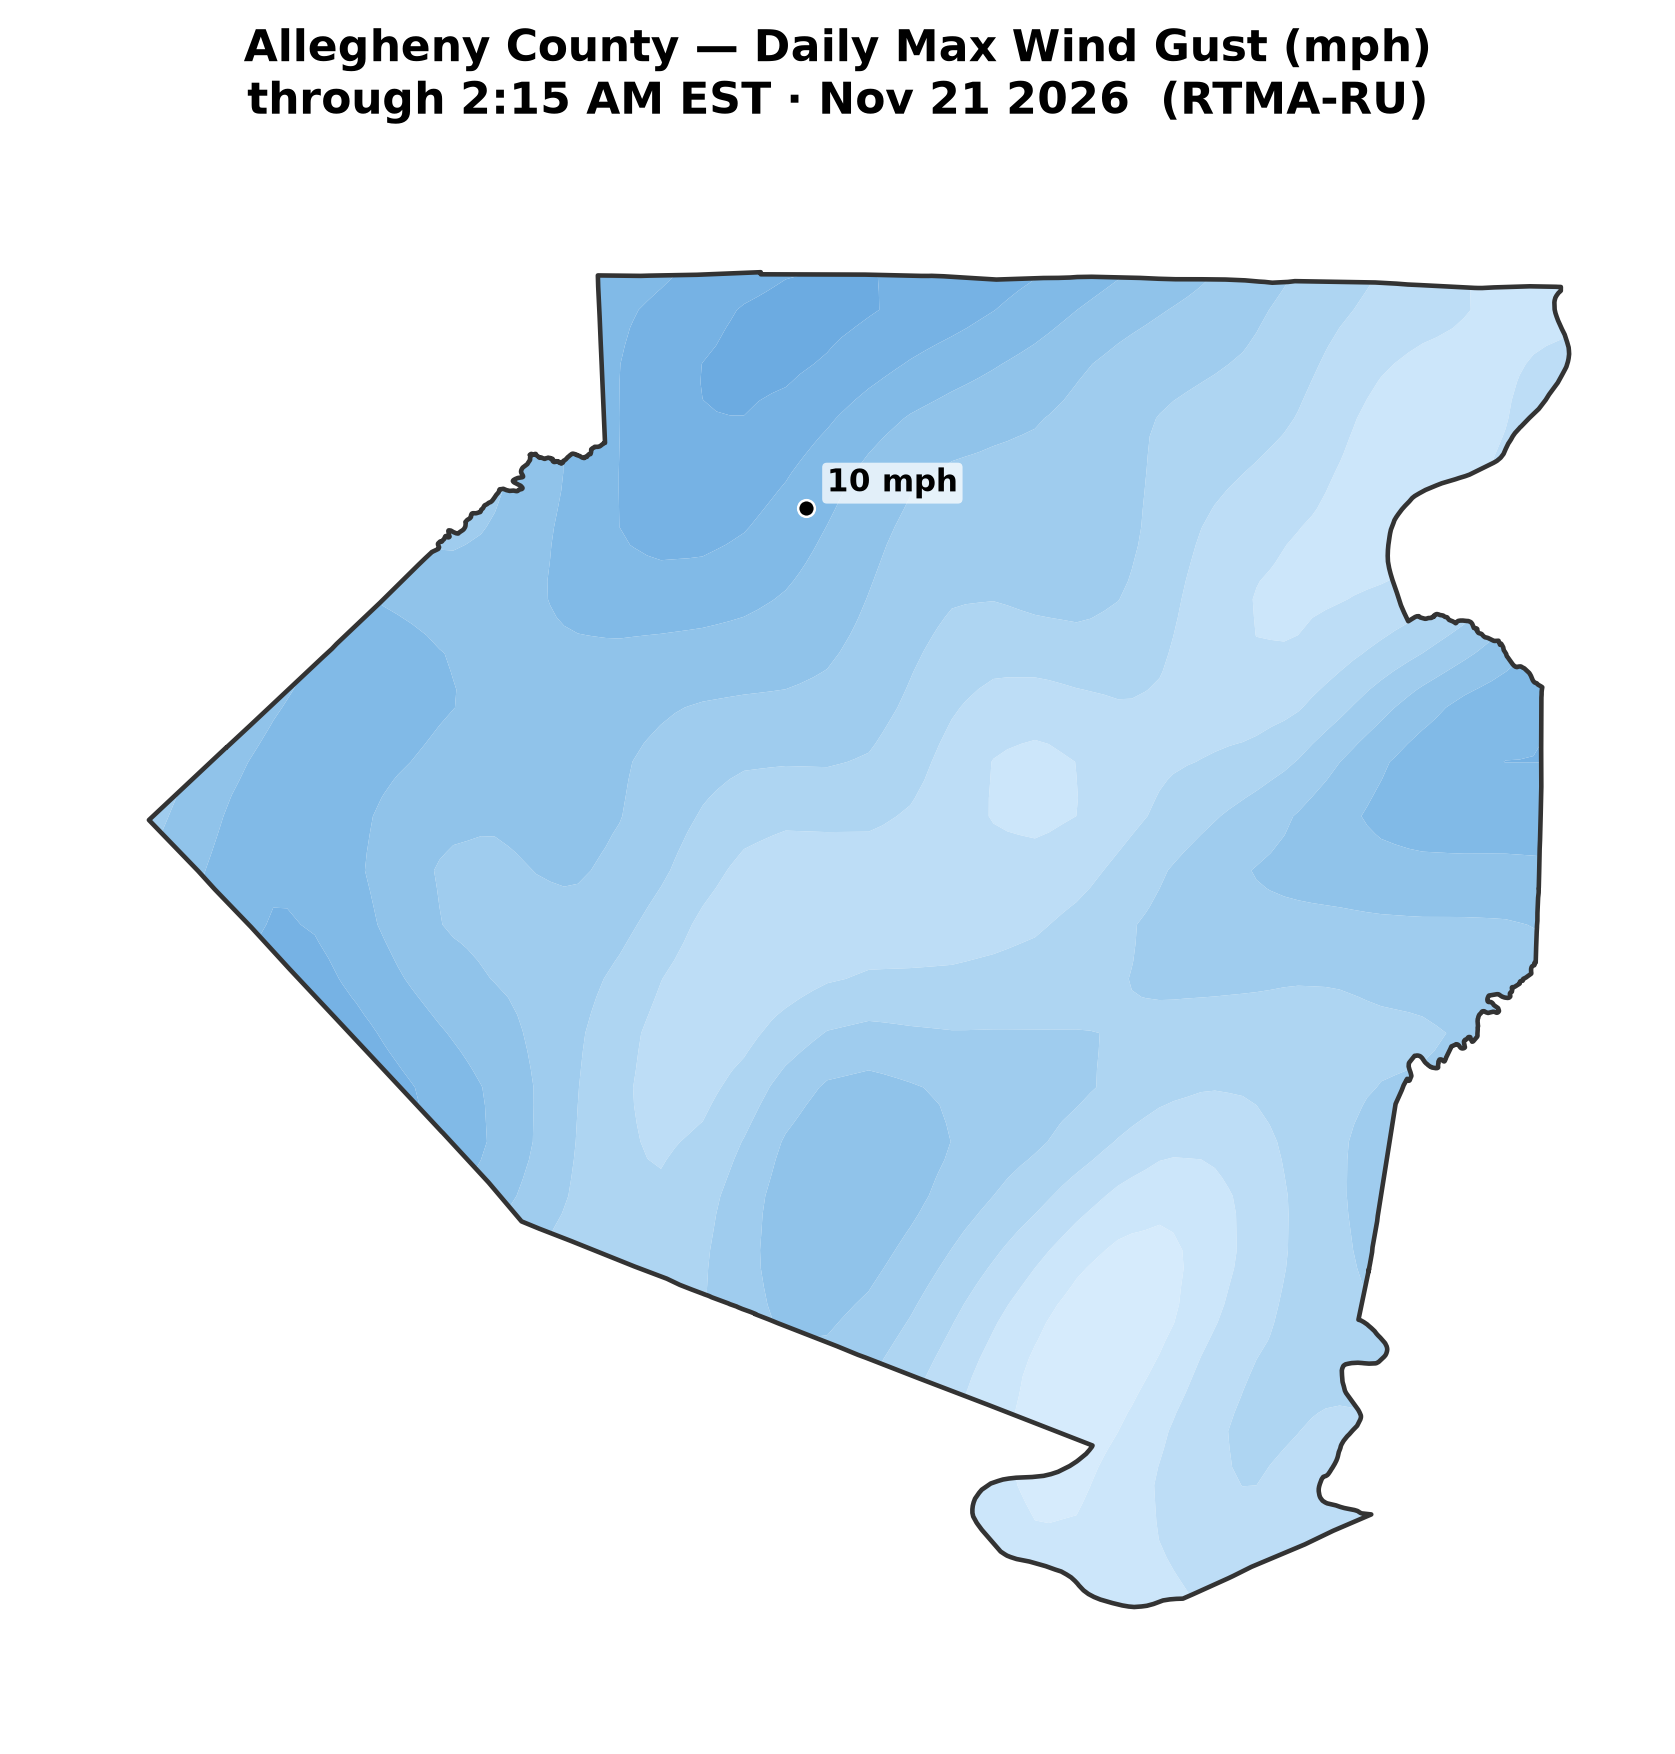 Allegheny County — Daily Max Wind Gust (mph)
through 2:15 AM EST · Nov 21 2026 (RTMA-RU)
10 mph